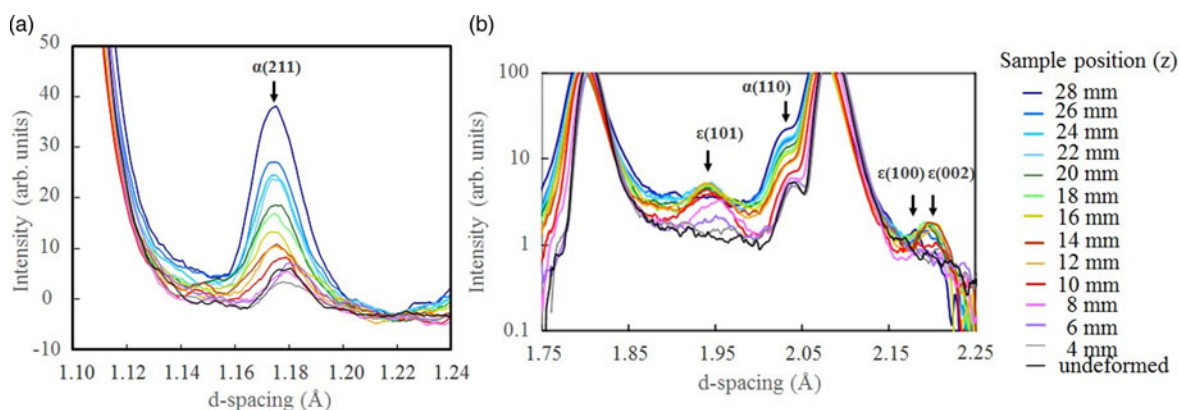 (a)
50
40
30
20
10
0
-10
Intensity (arb. units)
α(211)
1.10 1.12 1.14 1.16 1.18 1.20 1.22 1.24
d-spacing (Å)
(b)
100
10
1
0.1
Intensity (arb. units)
ε(101)
α(110)
ε(100) ε(002)
1.75 1.85 1.95 2.05 2.15 2.25
d-spacing (Å)
Sample position (z)
28 mm
26 mm
24 mm
22 mm
20 mm
18 mm
16 mm
14 mm
12 mm
10 mm
8 mm
6 mm
4 mm
undeformed